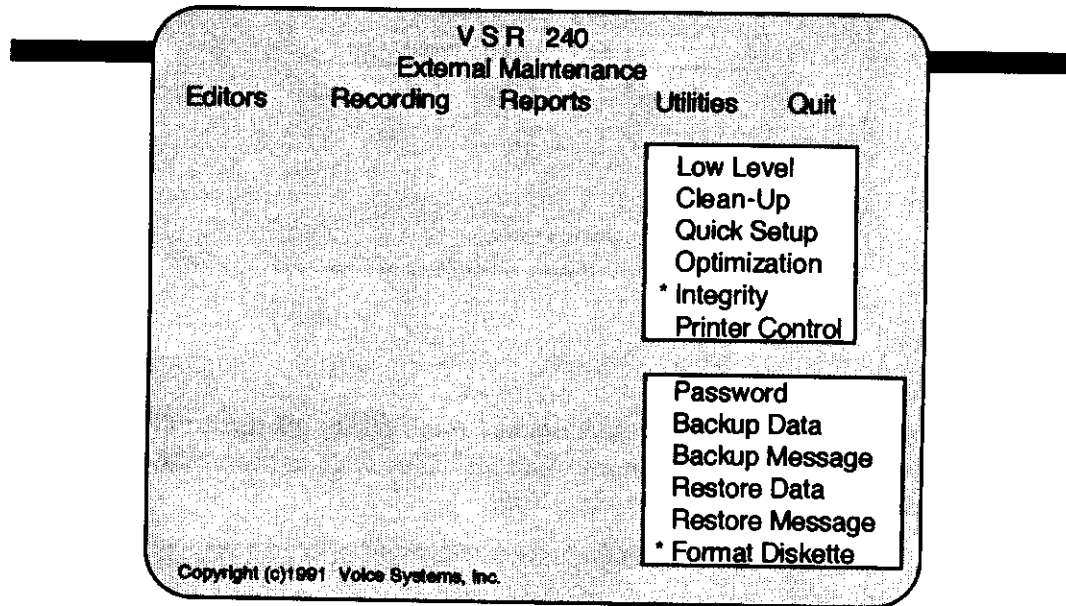 VSR 240
External Maintenance
Editors Recording Reports Utilities Quit
Low Level
Clean-Up
Quick Setup
Optimization
* Integrity
Printer Control
Password
Backup Data
Backup Message
Restore Data
Restore Message
* Format Diskette
Copyright (c)1991 Voice Systems, Inc.